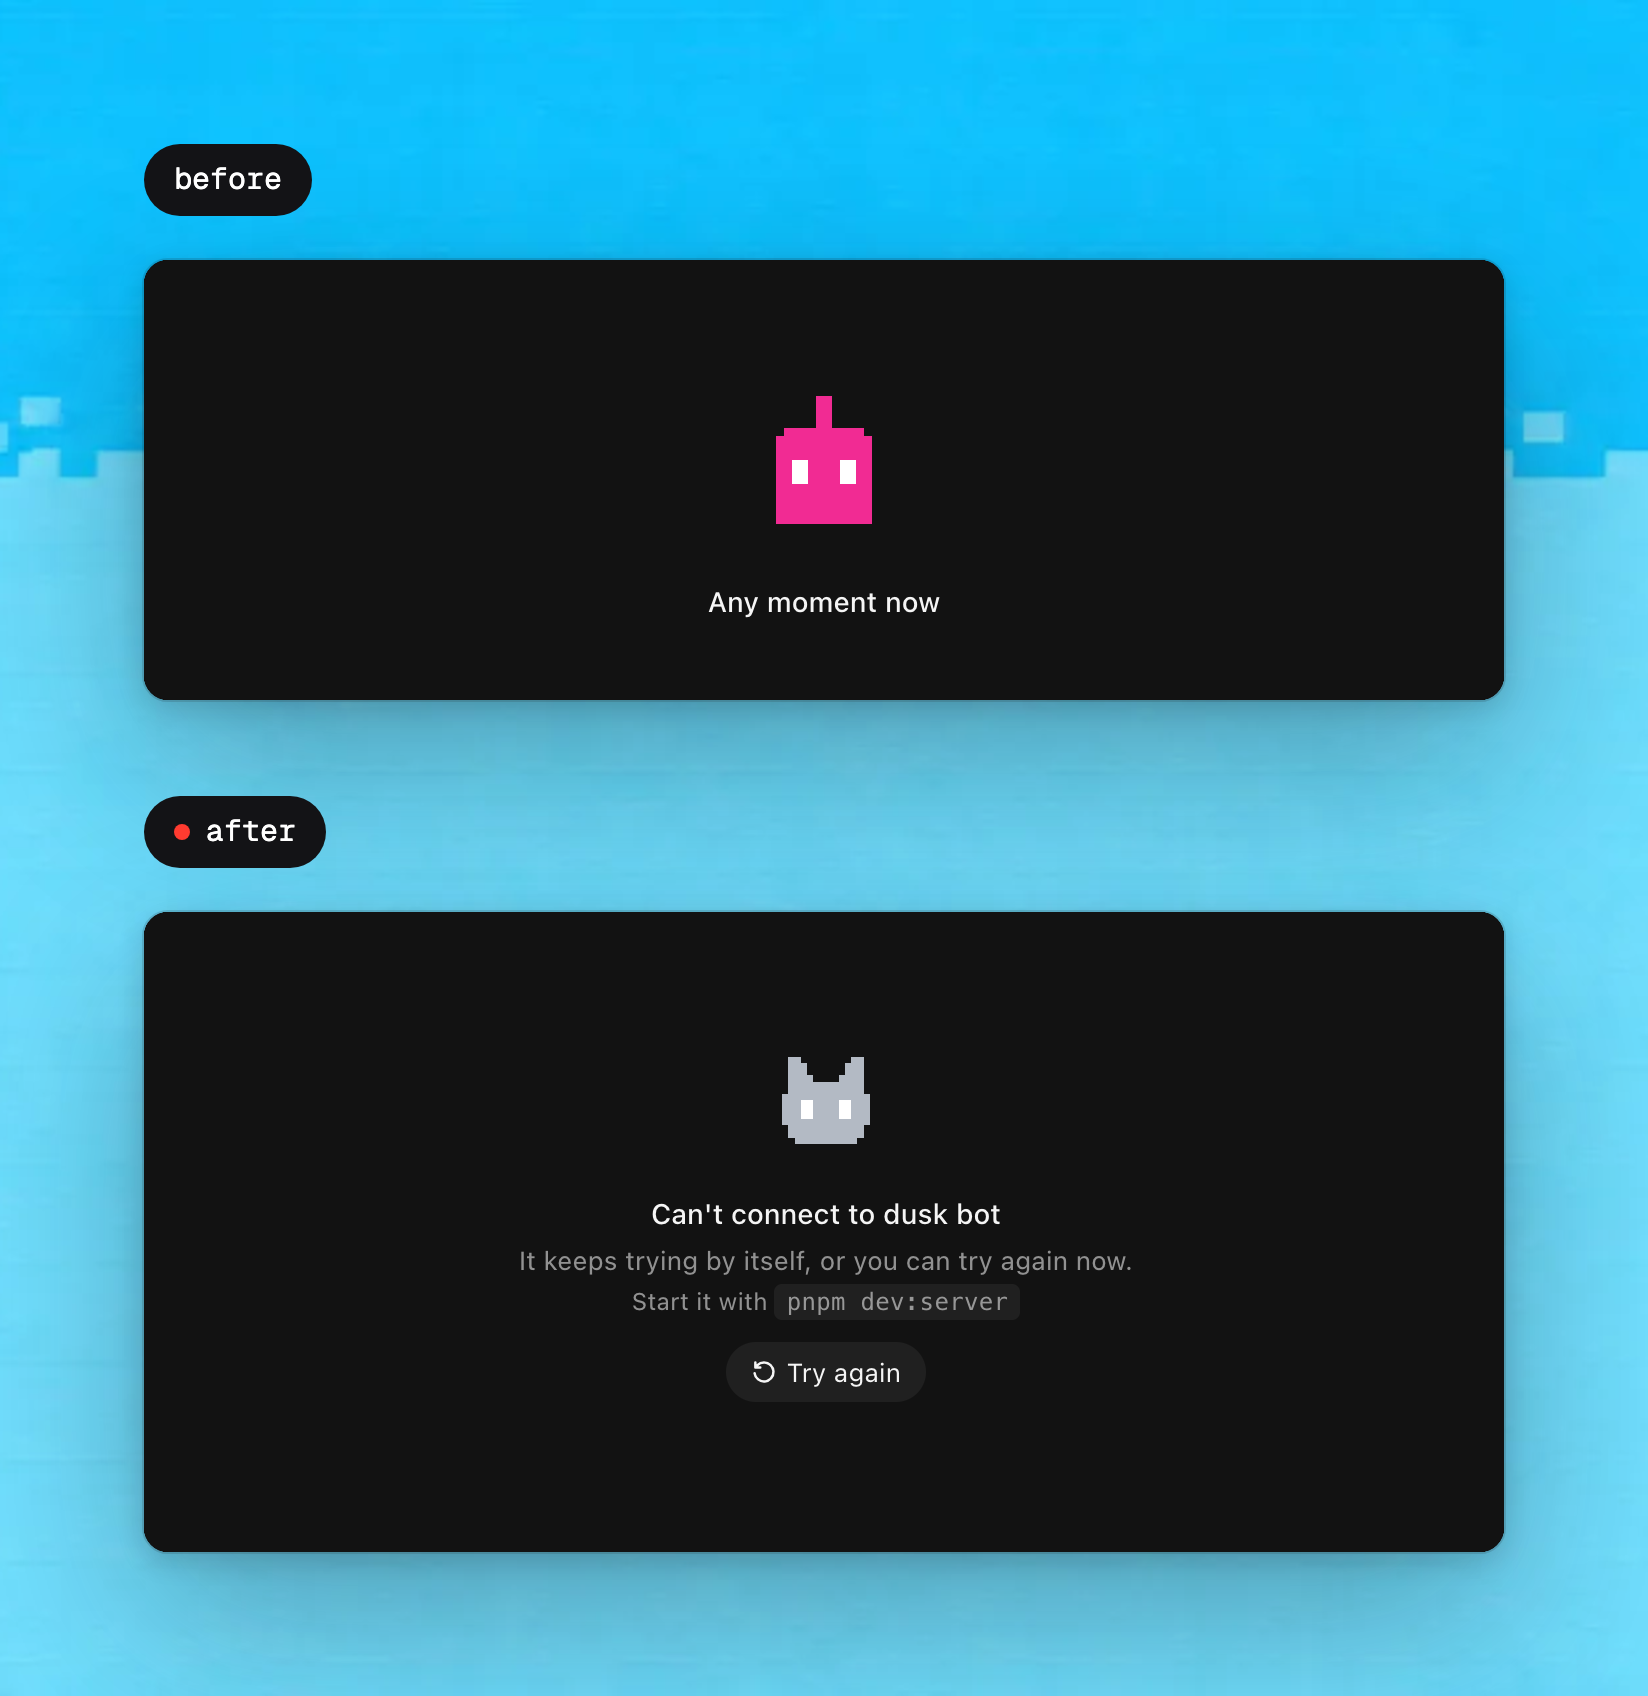 before
Any moment now
after
Can't connect to dusk bot
It keeps trying by itself, or you can try again now.
Start it with pnpm dev:server
Try again